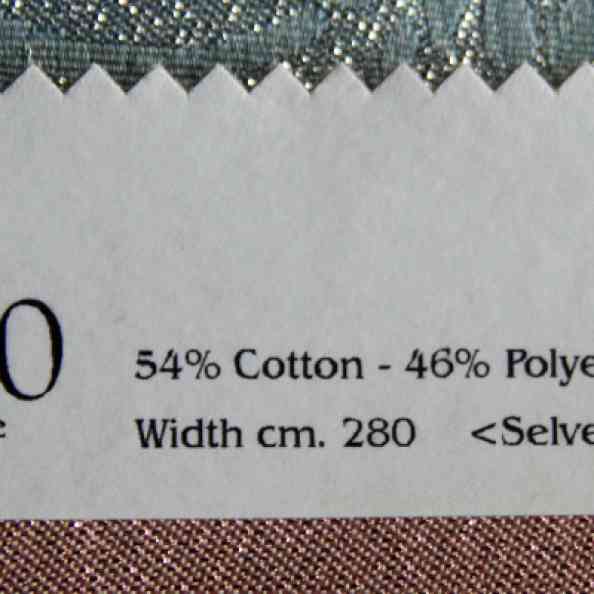 0 54% Cotton - 46% Polye
Width cm. 280 <Selve